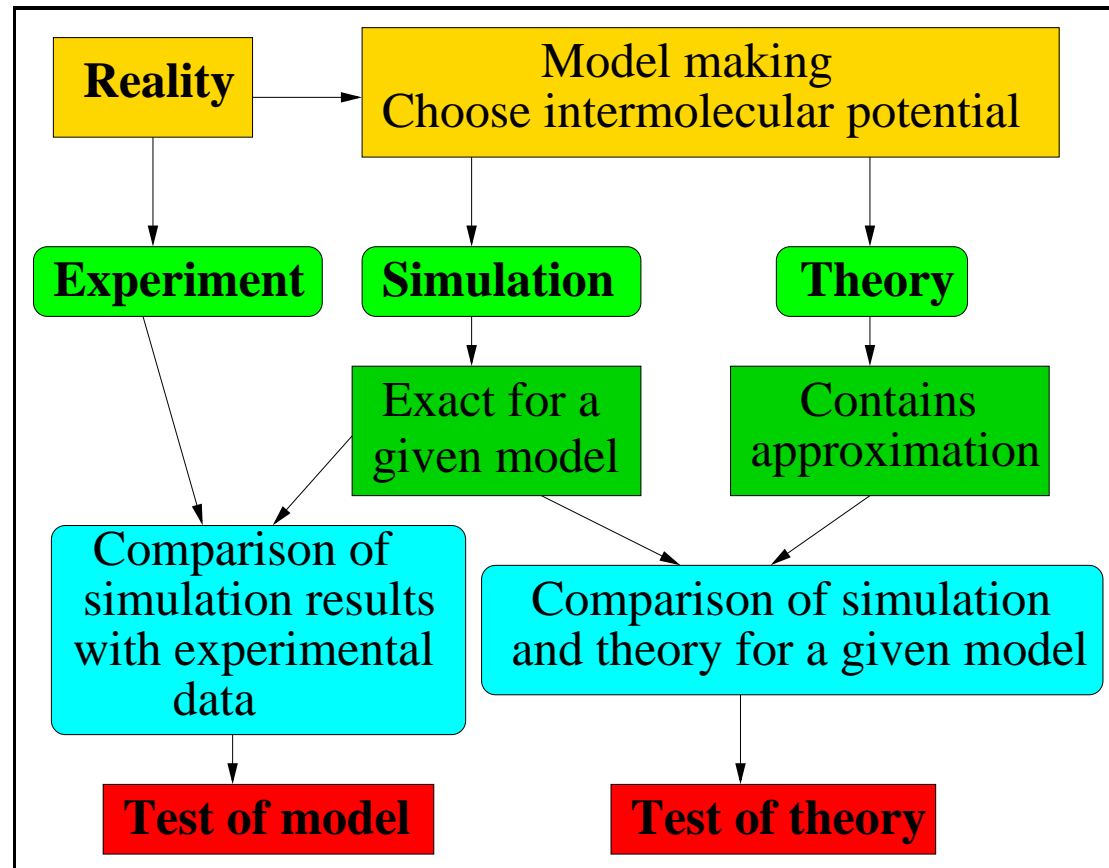 Reality
Model making
Choose intermolecular potential
Experiment
Simulation
Theory
Exact for a
given model
Contains
approximation
Comparison of
simulation results
with experimental
data
Comparison of simulation
and theory for a given model
Test of model
Test of theory